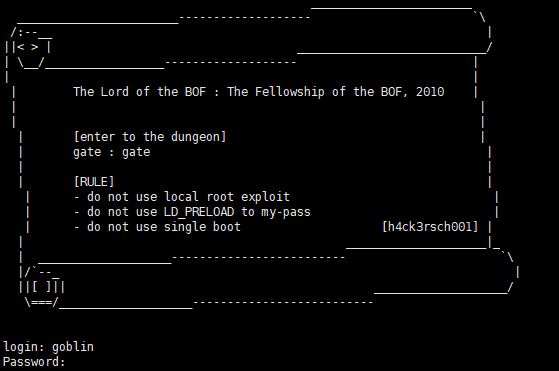 The Lord of the BOF : The Fellowship of the BOF, 2010
[enter to the dungeon]
gate : gate
[RULE]
- do not use local root exploit
- do not use LD_PRELOAD to my-pass
- do not use single boot [h4ck3rsch001]
login: goblin
Password: